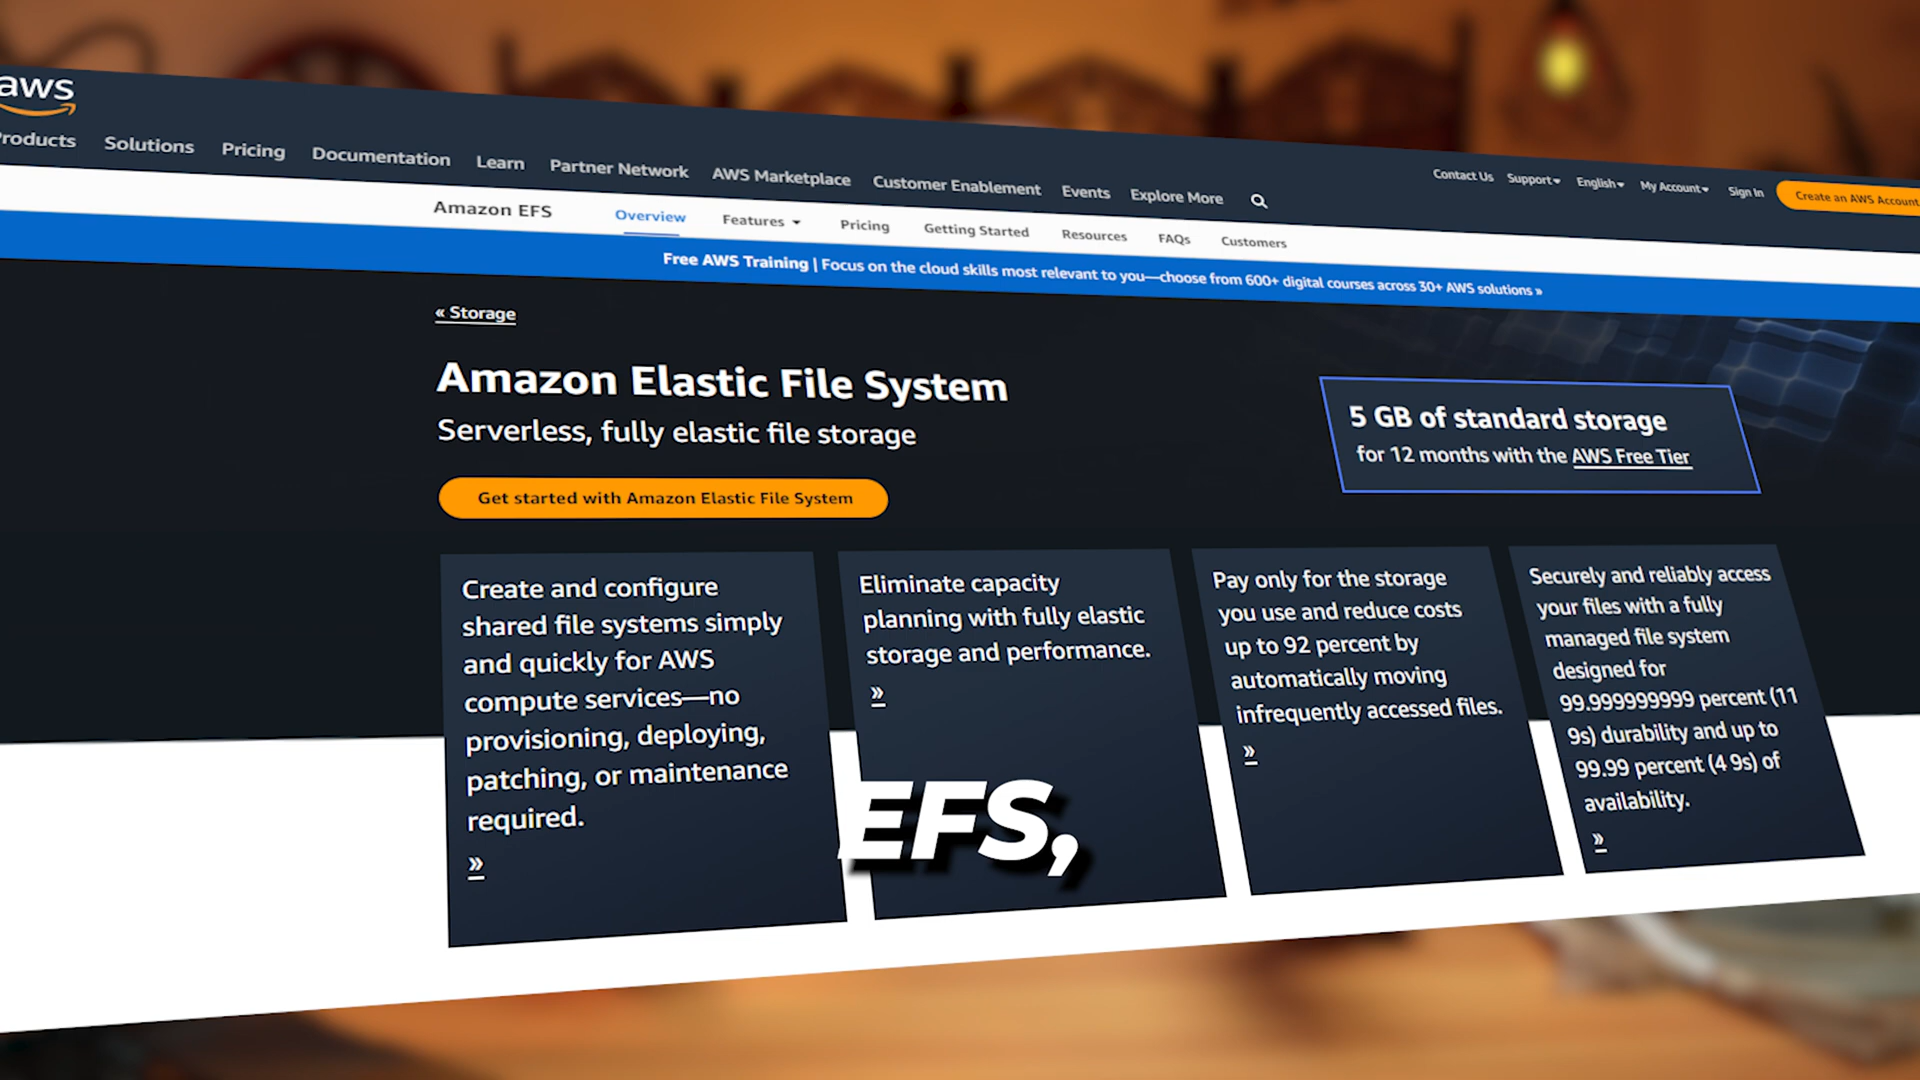 aws
Products Solutions Pricing Documentation Learn Partner Network AWS Marketplace Customer Enablement Events Explore More
Contact Us Support English My Account Sign In Create an AWS Account
Amazon EFS Overview Features Pricing Getting Started Resources FAQs Customers
Free AWS Training | Focus on the cloud skills most relevant to you—choose from 600+ digital courses across 30+ AWS solutions »
« Storage
Amazon Elastic File System
Serverless, fully elastic file storage
Get started with Amazon Elastic File System
5 GB of standard storage
for 12 months with the AWS Free Tier
Create and configure
shared file systems simply
and quickly for AWS
compute services—no
provisioning, deploying,
patching, or maintenance
required.
»
Eliminate capacity
planning with fully elastic
storage and performance.
»
Pay only for the storage
you use and reduce costs
up to 92 percent by
automatically moving
infrequently accessed files.
»
Securely and reliably access
your files with a fully
managed file system
designed for
99.999999999 percent (11
9s) durability and up to
99.99 percent (4 9s) of
availability.
»
EFS,